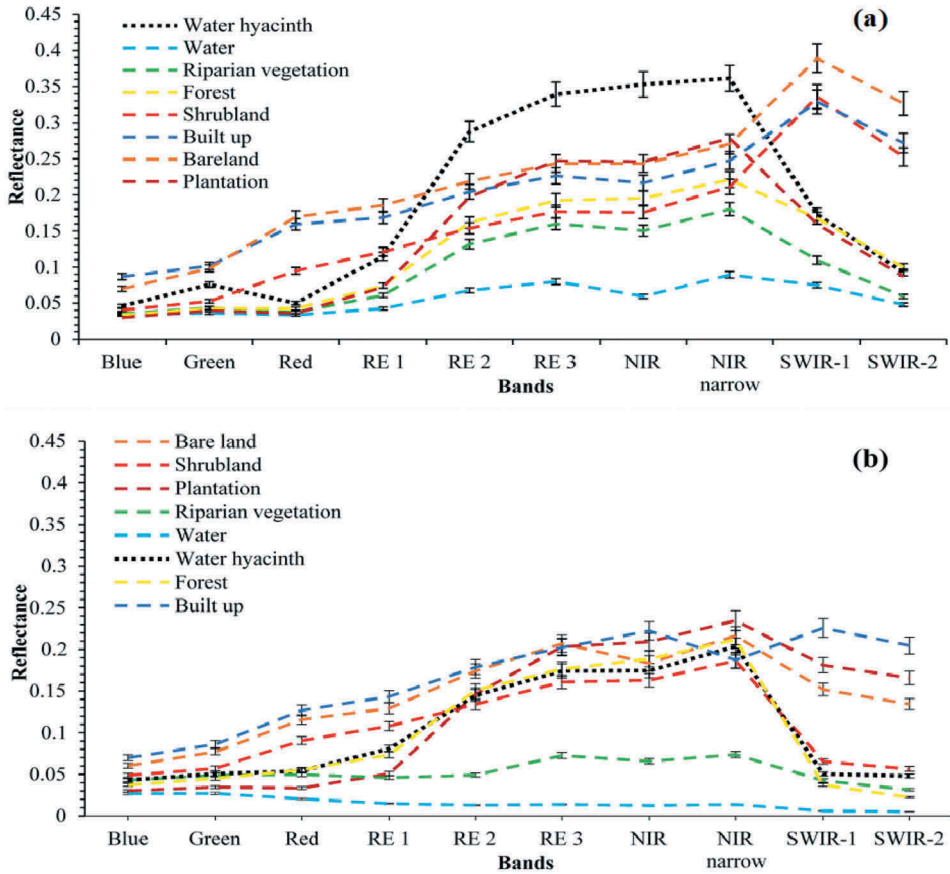 (a)
0.45
0.4
0.35
0.3
0.25
0.2
0.15
0.1
0.05
0
Reflectance
Water hyacinth
Water
Riparian vegetation
Forest
Shrubland
Built up
Bareland
Plantation
Blue Green Red RE 1 RE 2 RE 3 NIR NIR narrow SWIR-1 SWIR-2
Bands
(b)
0.45
0.4
0.35
0.3
0.25
0.2
0.15
0.1
0.05
0
Reflectance
Bare land
Shrubland
Plantation
Riparian vegetation
Water
Water hyacinth
Forest
Built up
Blue Green Red RE 1 RE 2 RE 3 NIR NIR narrow SWIR-1 SWIR-2
Bands